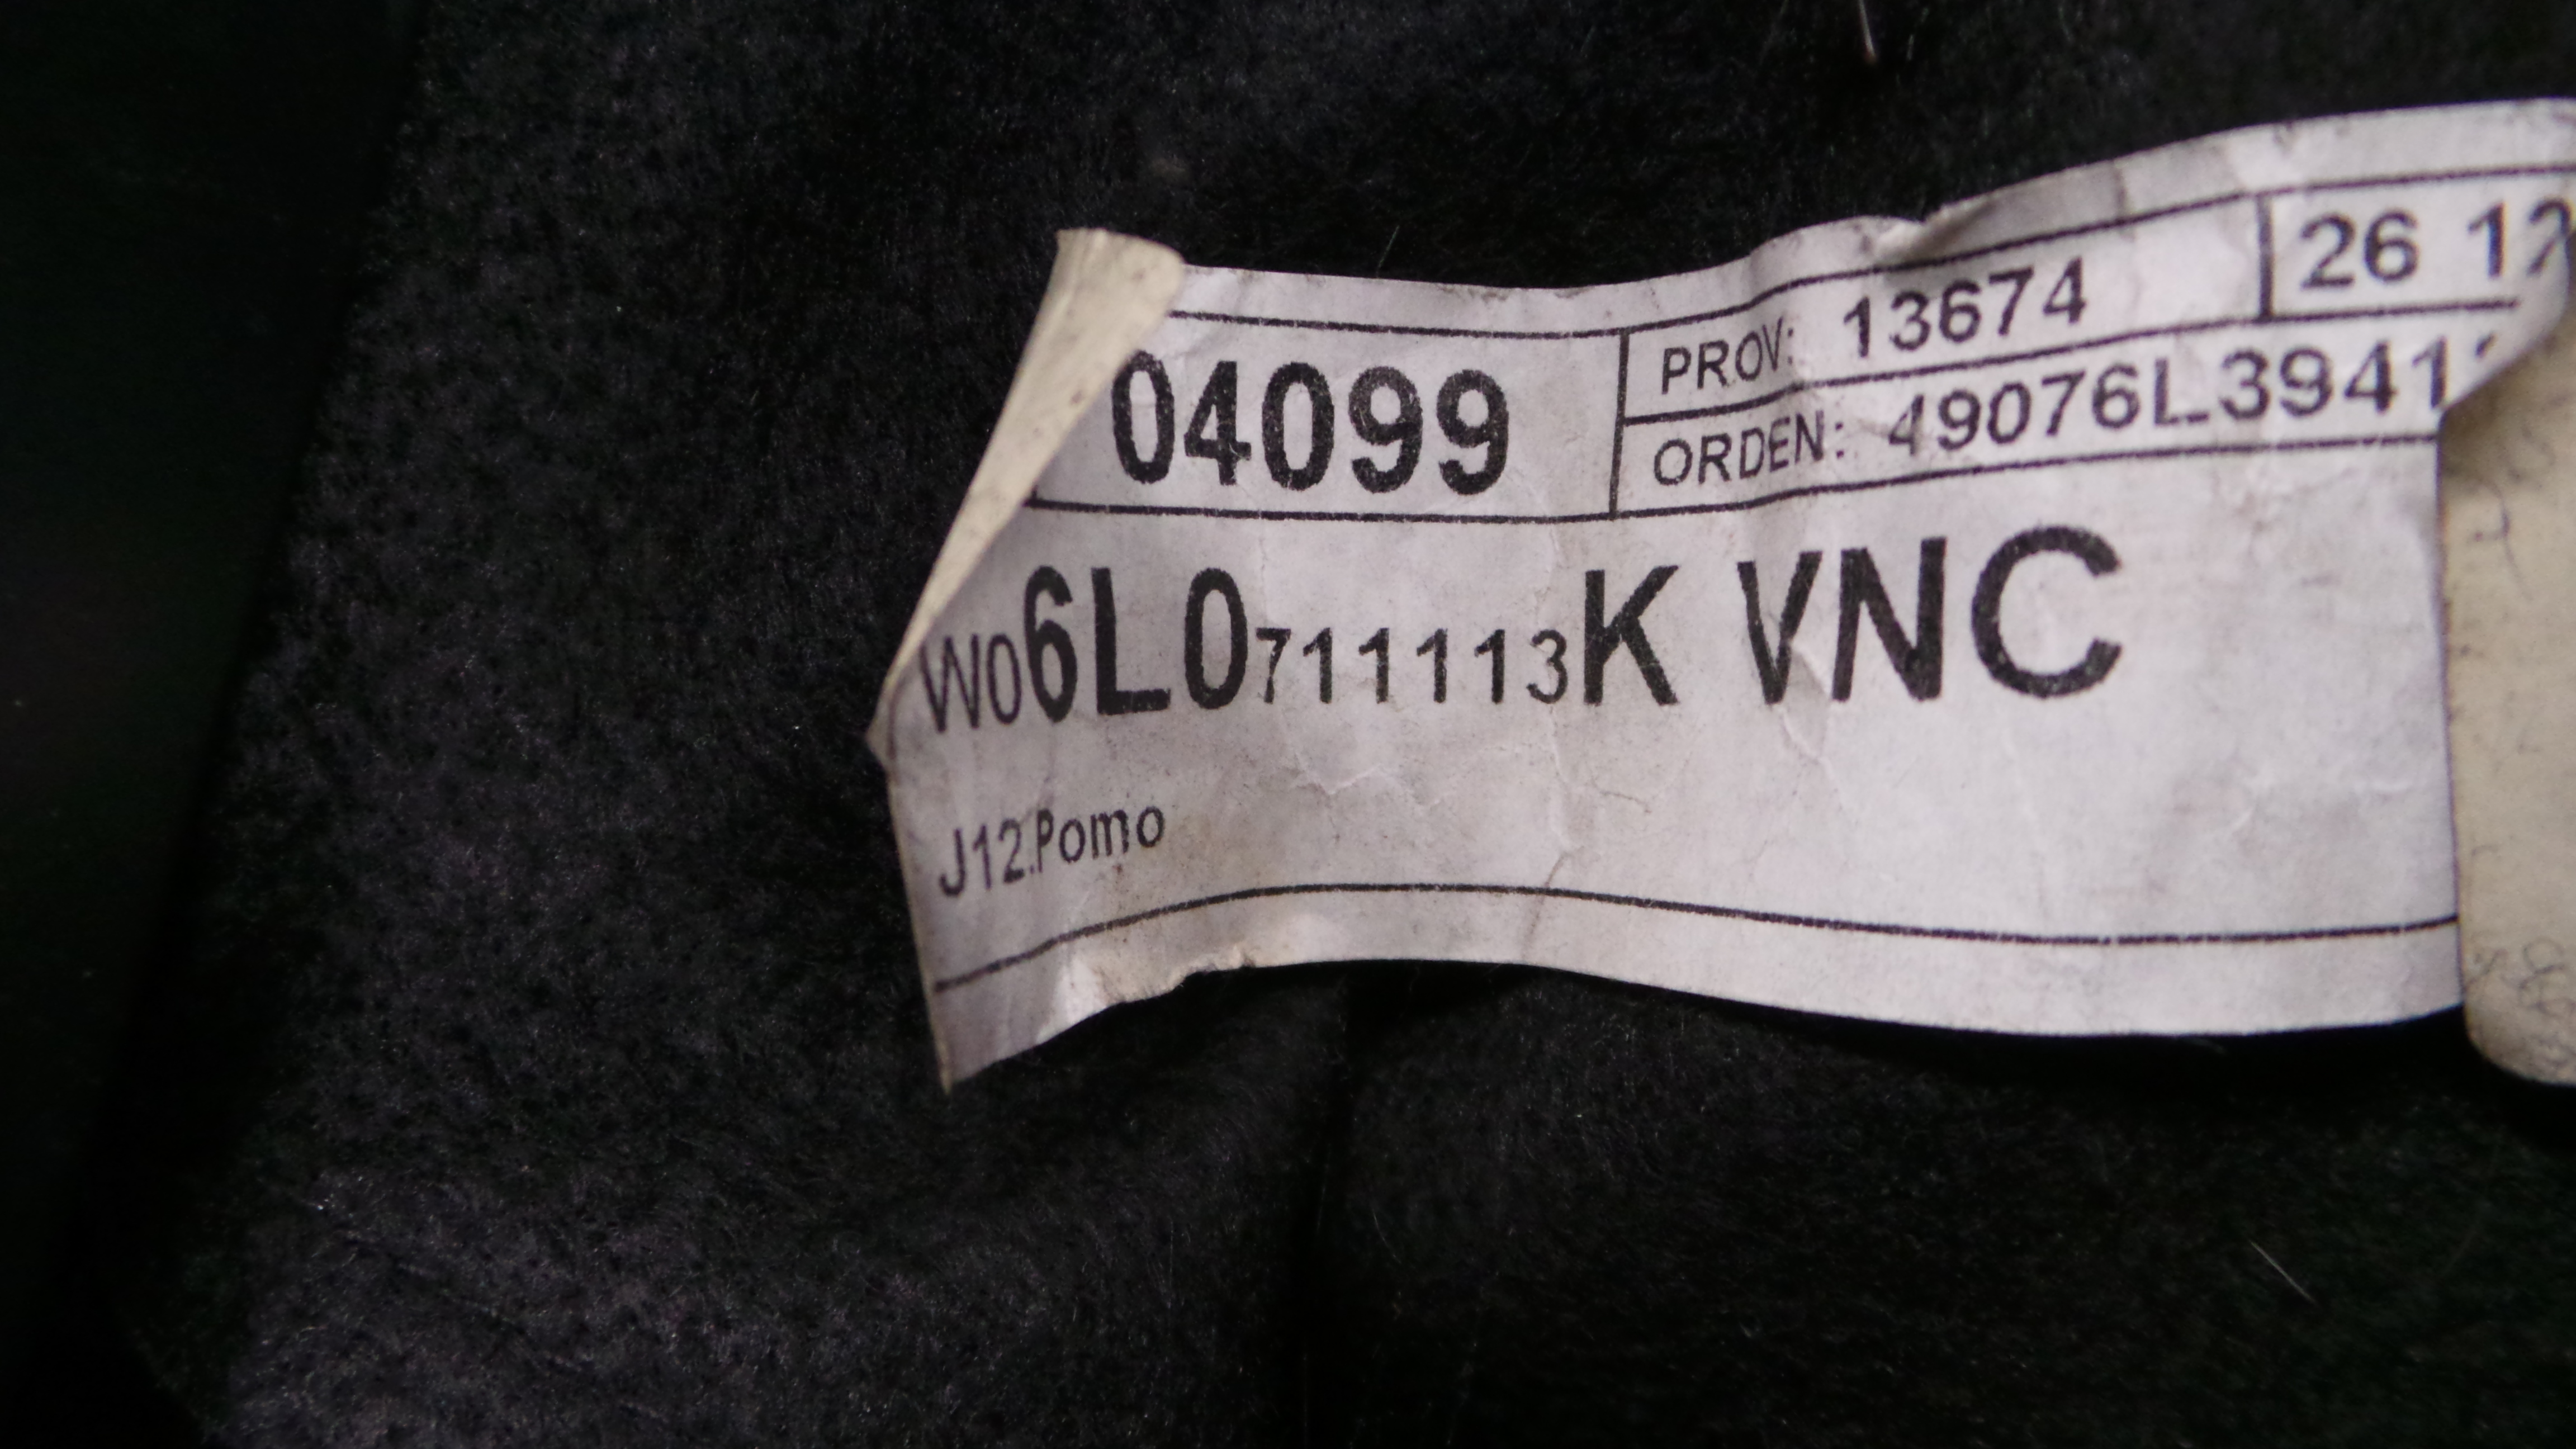 04099
PROV: 13674
26 12
ORDEN: 49076L3941
W06L0711113K VNC
J12.Pomo